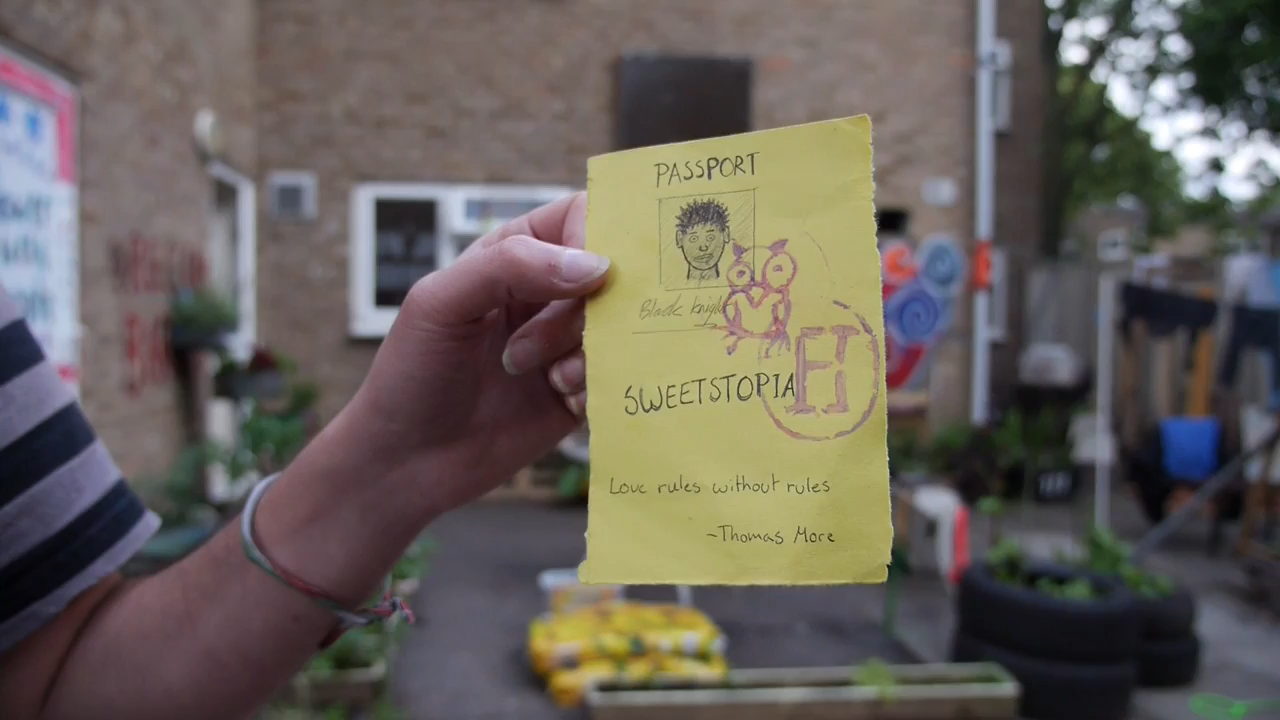 PASSPORT
Black knight
SWEETSTOPIA
Love rules without rules
-Thomas More